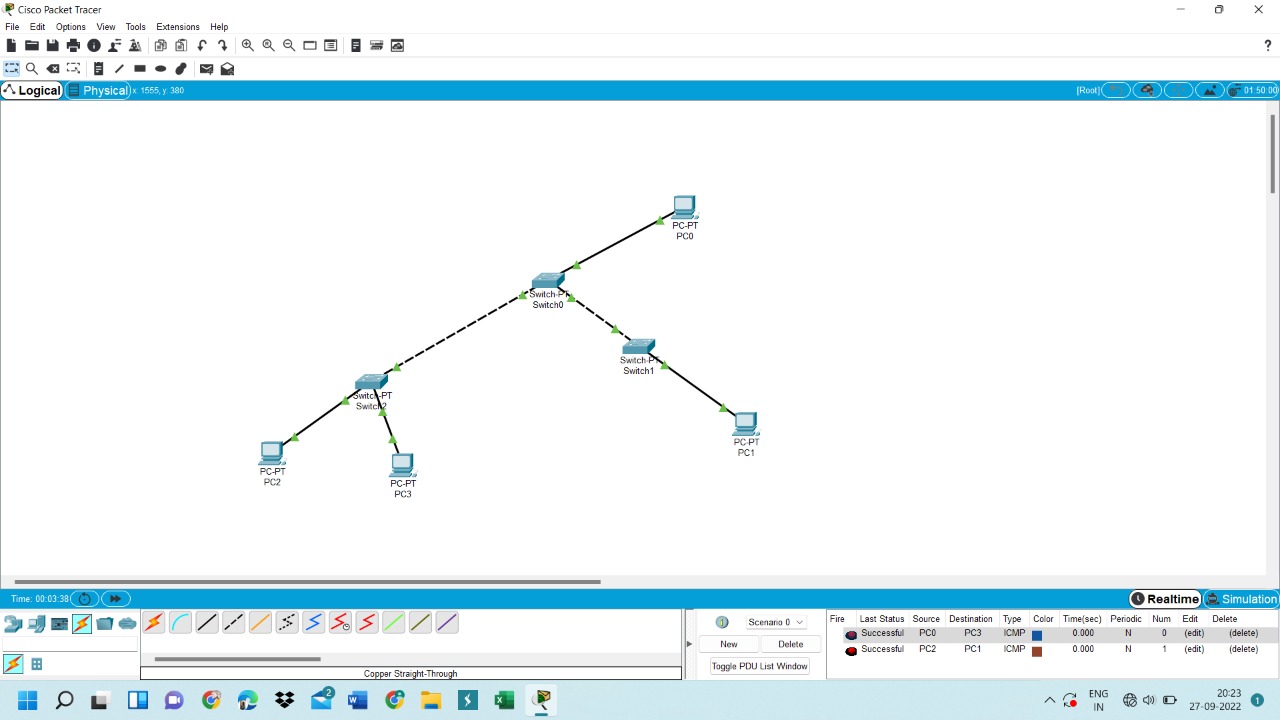 Cisco Packet Tracer
File Edit Options View Tools Extensions Help
?
Logical Physical x: 1555, y: 380 [Root] 01:50:00
PC-PT
PC0
Switch-PT
Switch0
Switch-PT
Switch1
Switch-PT
Switch2
PC-PT
PC1
PC-PT
PC2
PC-PT
PC3
Time: 00:03:38 Realtime Simulation
Scenario 0
New Delete
Toggle PDU List Window
Fire Last Status Source Destination Type Color Time(sec) Periodic Num Edit Delete
Successful PC0 PC3 ICMP 0.000 N 0 (edit) (delete)
Successful PC2 PC1 ICMP 0.000 N 1 (edit) (delete)
Copper Straight-Through
2
ENG
IN
20:23
27-09-2022
1